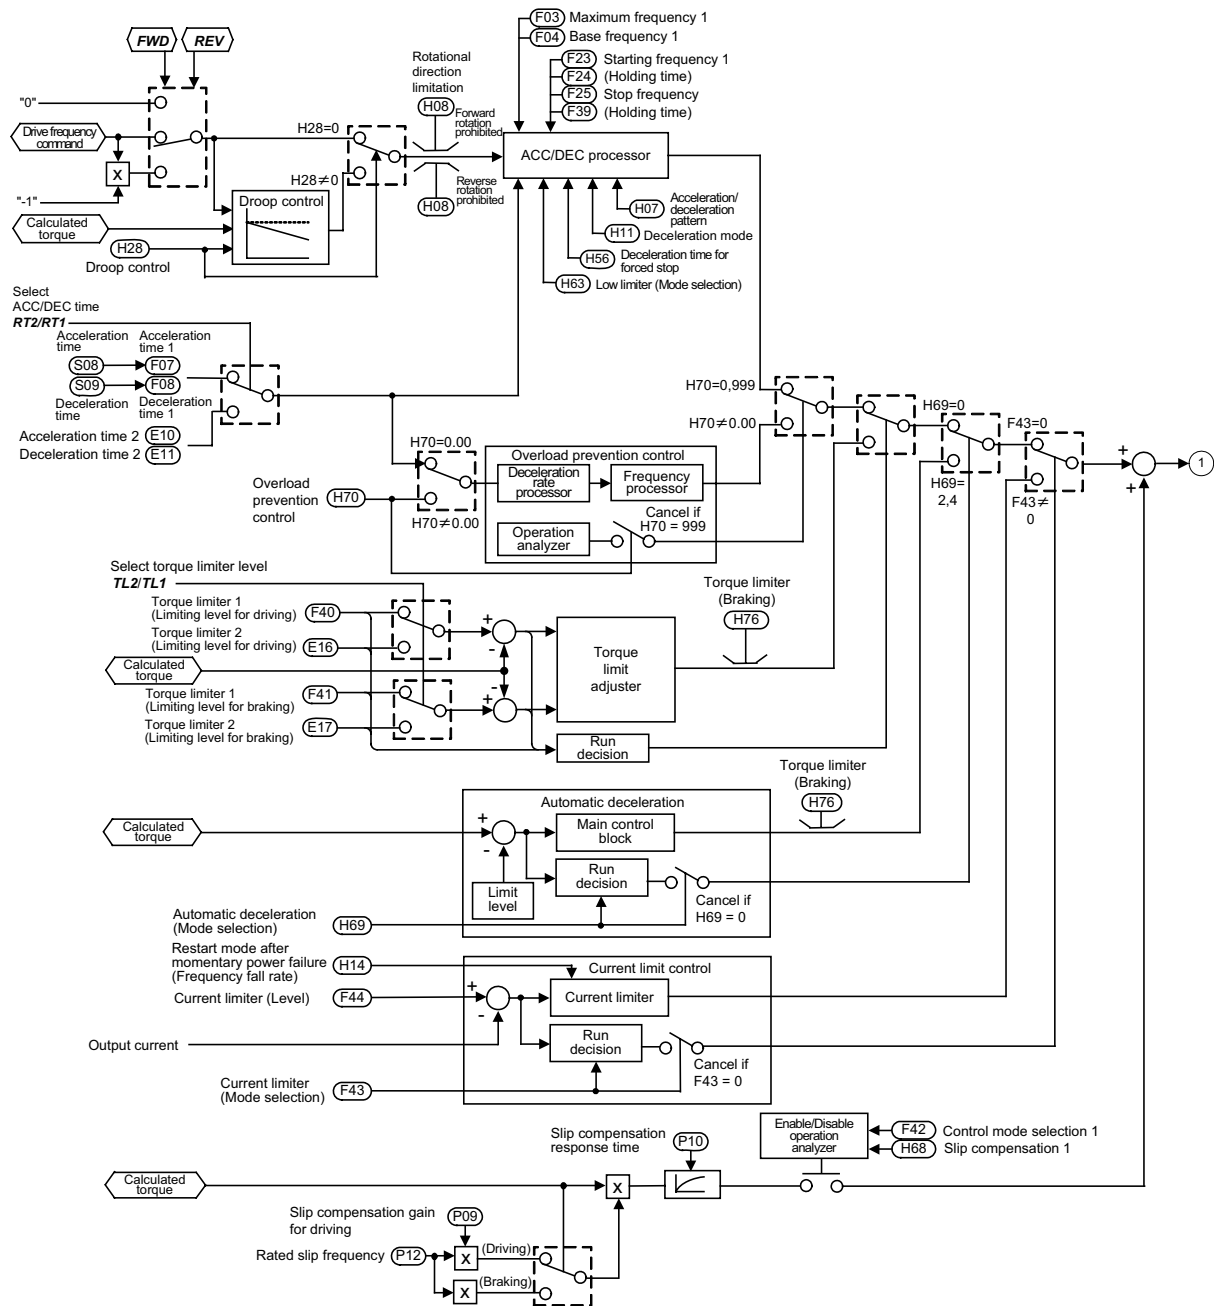 FWD REV
"0"
Drive frequency
command
X
"-1"
Calculated
torque
H28
Droop control
Droop control
H28=0
H28≠0
Rotational
direction
limitation
H08
Forward
rotation
prohibited
Reverse
rotation
prohibited
H08
F03 Maximum frequency 1
F04 Base frequency 1
F23 Starting frequency 1
F24 (Holding time)
F25 Stop frequency
F39 (Holding time)
ACC/DEC processor
H07
Acceleration/
deceleration
pattern
H11 Deceleration mode
H56 Deceleration time for
forced stop
H63 Low limiter (Mode selection)
Select
ACC/DEC time
RT2/RT1
Acceleration
time
Acceleration
time 1
S08 F07
S09 F08
Deceleration
time
Deceleration
time 1
Acceleration time 2 E10
Deceleration time 2 E11
H70=0.00
H70≠0.00
Overload
prevention
control
H70
Overload prevention control
Deceleration
rate
processor
Frequency
processor
Operation
analyzer
Cancel if
H70 = 999
H70=0,999
H70≠0.00
H69=0
H69=
2,4
F43=0
F43≠
0
+
+
1
Select torque limiter level
TL2/TL1
Torque limiter 1
(Limiting level for driving)
F40
Torque limiter 2
(Limiting level for driving)
E16
Calculated
torque
Torque limiter 1
(Limiting level for braking)
F41
Torque limiter 2
(Limiting level for braking)
E17
+
-
-
+
Torque
limit
adjuster
Run
decision
Torque limiter
(Braking)
H76
Torque limiter
(Braking)
H76
Calculated
torque
Automatic deceleration
+
-
Main control
block
Run
decision
Limit
level
Cancel if
H69 = 0
Automatic deceleration
(Mode selection)
H69
Restart mode after
momentary power failure
(Frequency fall rate)
H14
Current limiter (Level) F44
Output current
Current limit control
+
-
Current limiter
Run
decision
Cancel if
F43 = 0
Current limiter
(Mode selection)
F43
Slip compensation
response time
P10
Enable/Disable
operation
analyzer
F42 Control mode selection 1
H68 Slip compensation 1
Calculated
torque
X
Slip compensation gain
for driving
P09
Rated slip frequency P12
X
(Driving)
X
(Braking)